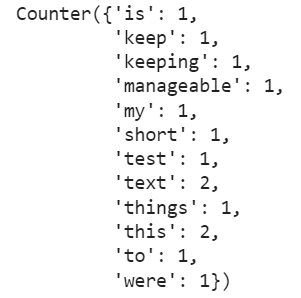 Counter({'is': 1,
'keep': 1,
'keeping': 1,
'manageable': 1,
'my': 1,
'short': 1,
'test': 1,
'text': 2,
'things': 1,
'this': 2,
'to': 1,
'were': 1})